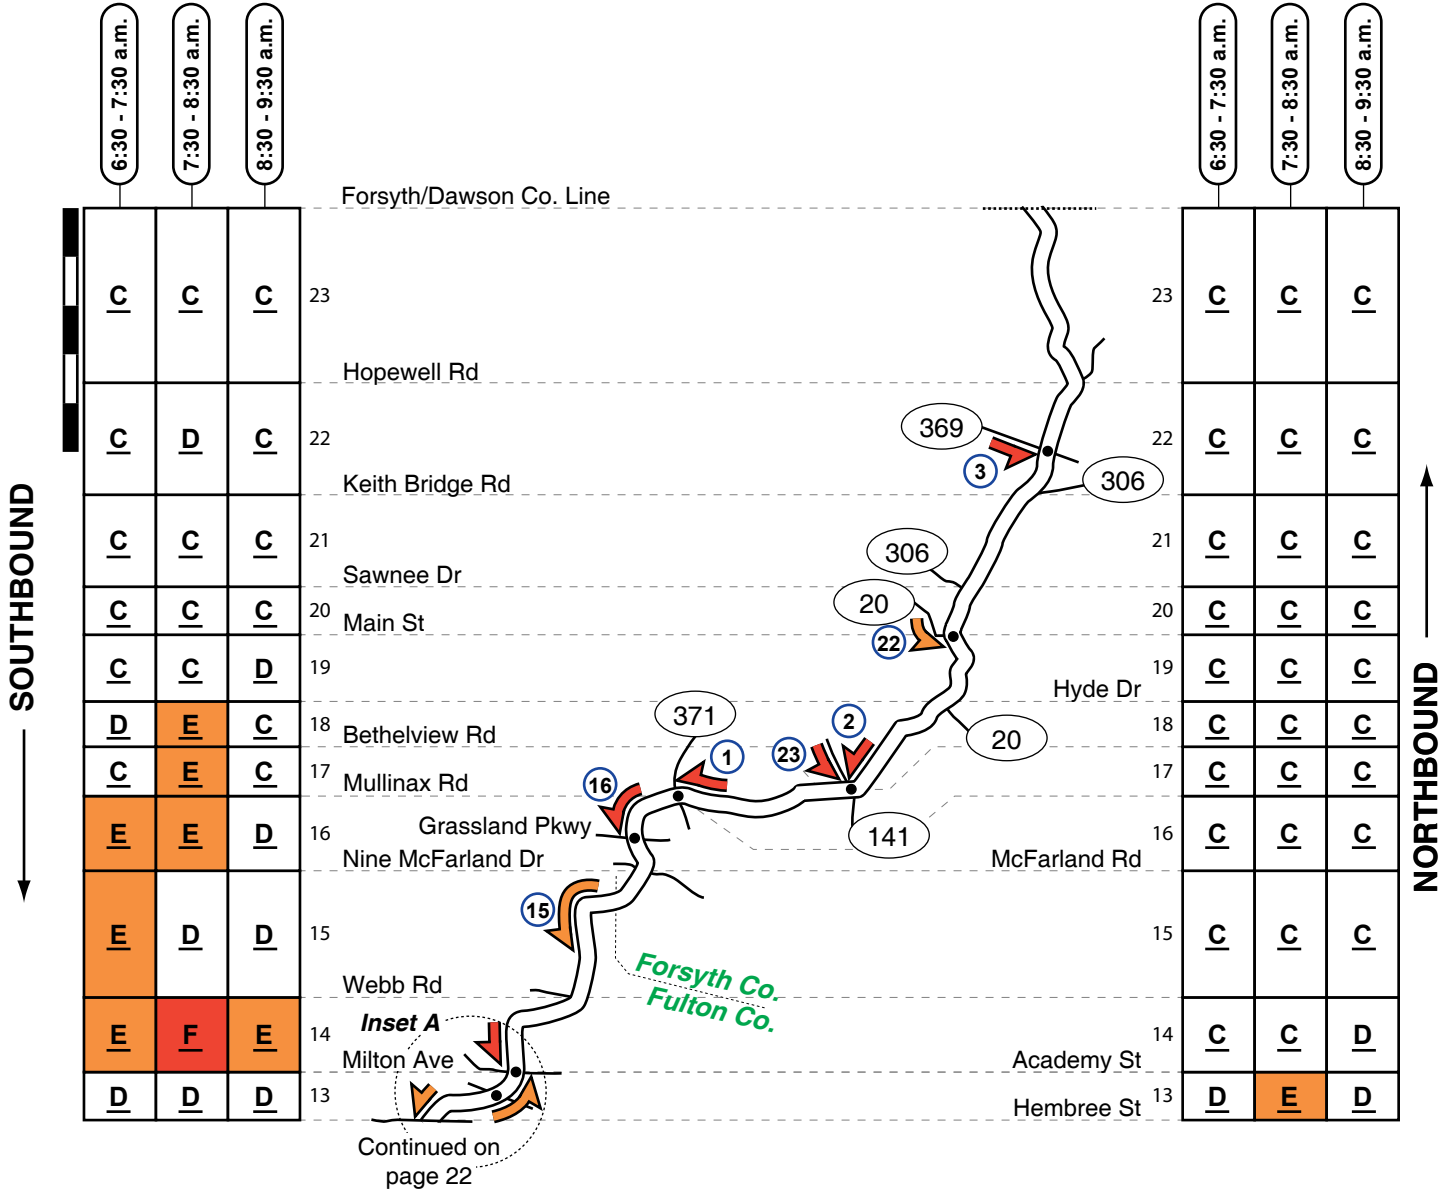 6:30 - 7:30 a.m.
7:30 - 8:30 a.m.
8:30 - 9:30 a.m.
6:30 - 7:30 a.m.
7:30 - 8:30 a.m.
8:30 - 9:30 a.m.
Forsyth/Dawson Co. Line
C C C 23
23 C C C
Hopewell Rd
369
C D C 22
22 C C C
3
306
Keith Bridge Rd
SOUTHBOUND
C C C 21
21 C C C
306
Sawnee Dr
20
C C C 20
20 C C C
Main St
22
C C D 19
19 C C C
Hyde Dr
D E C 18
371
2
20
18 C C C
Bethelview Rd
NORTHBOUND
C E C 17
1
23
17 C C C
Mullinax Rd
16
Grassland Pkwy
E E D 16
141
16 C C C
Nine McFarland Dr
McFarland Rd
15
E D D 15
15 C C C
Forsyth Co.
Fulton Co.
Webb Rd
Inset A
E F E 14
14 C C D
Milton Ave
Academy St
D D D 13
Hembree St
13 D E D
Continued on
page 22